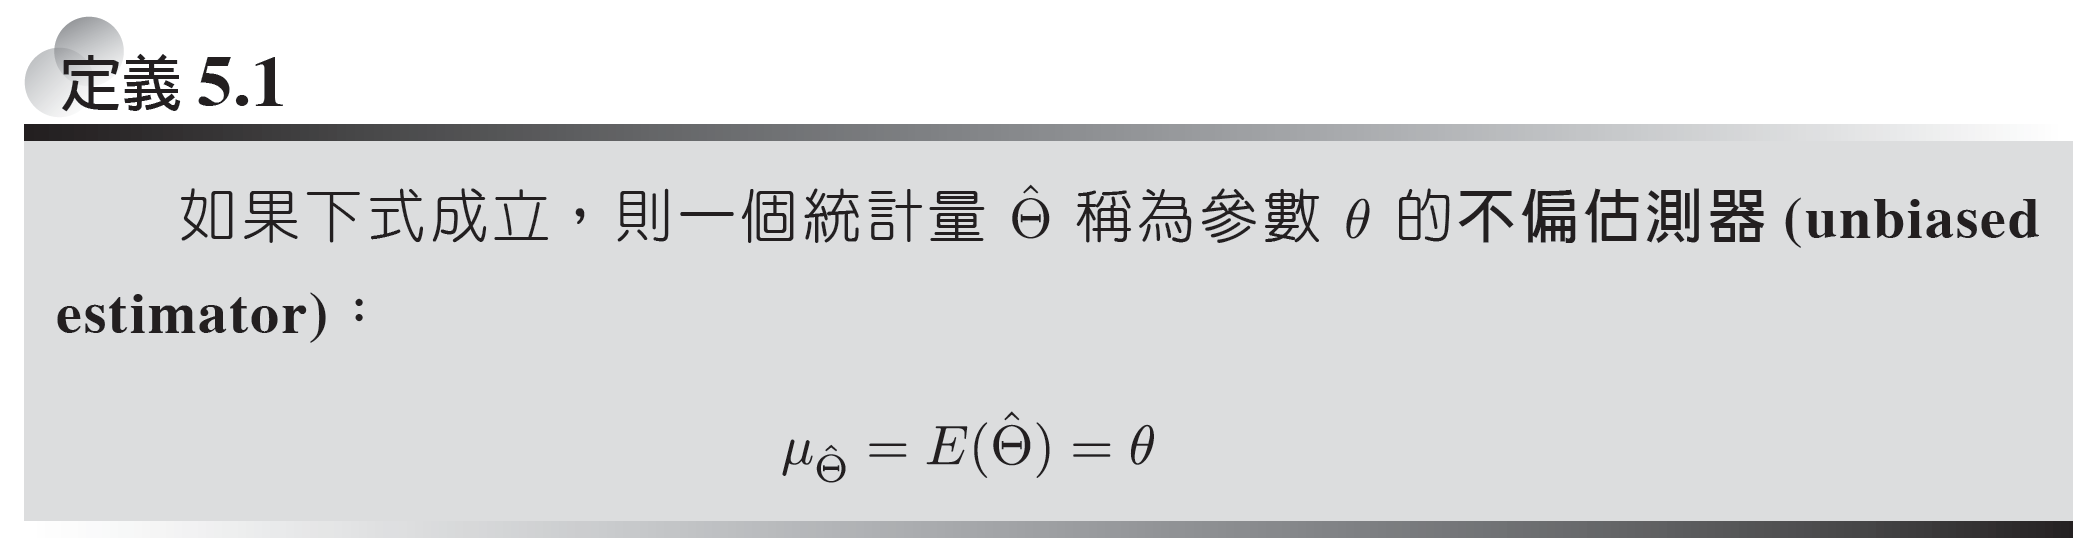 定義 5.1
如果下式成立，則一個統計量 Θ̂ 稱為參數 θ 的不偏估測器 (unbiased
estimator)：
μ_Θ̂ = E(Θ̂) = θ